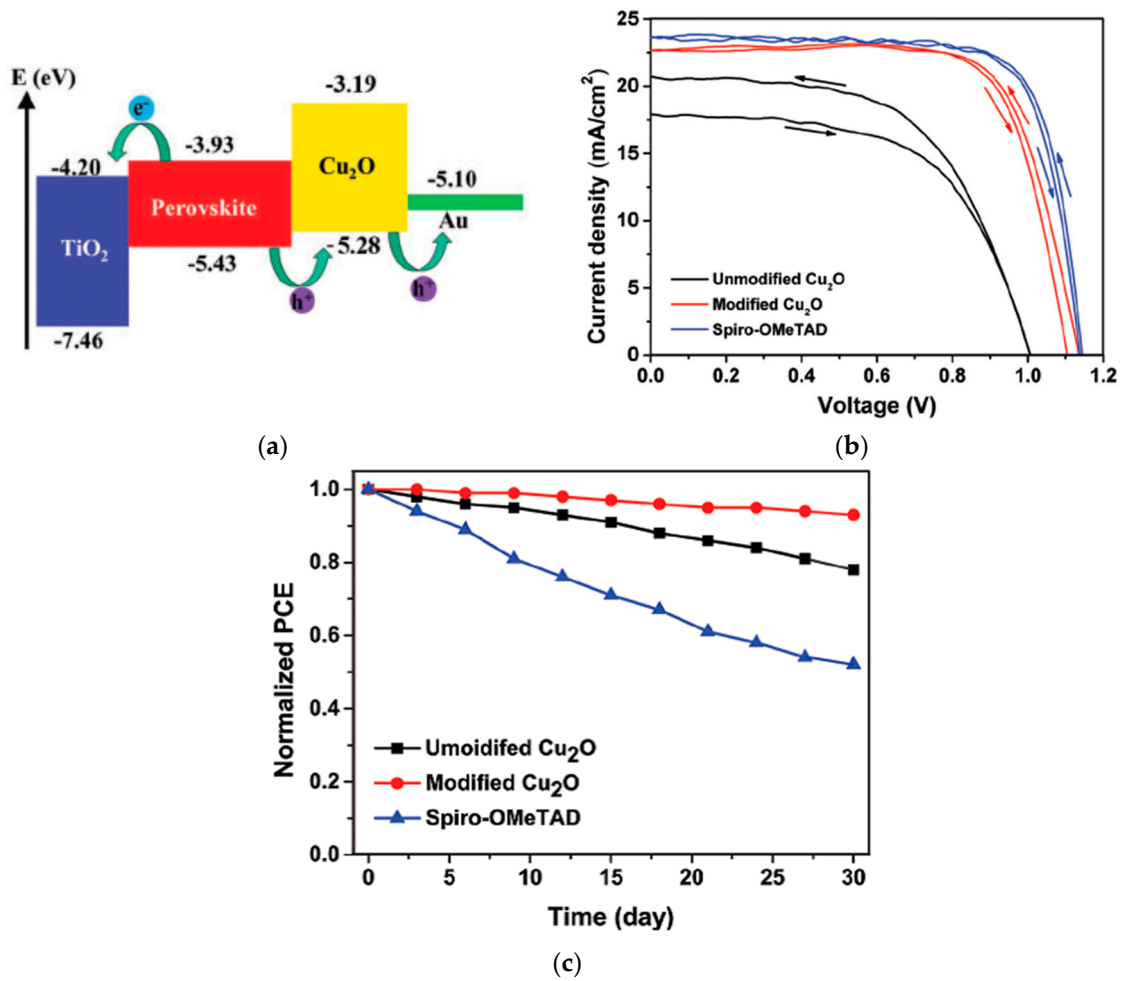 E (eV)
e⁻
-3.19
-3.93
-4.20
Cu₂O
-5.10
Perovskite
Au
TiO₂
-5.43
-5.28
h⁺
h⁺
-7.46
(a)
Current density (mA/cm²)
25
20
15
10
5
0
Unmodified Cu₂O
Modified Cu₂O
Spiro-OMeTAD
0.0 0.2 0.4 0.6 0.8 1.0 1.2
Voltage (V)
(b)
Normalized PCE
1.0
0.8
0.6
0.4
0.2
0.0
Umoidifed Cu₂O
Modified Cu₂O
Spiro-OMeTAD
0 5 10 15 20 25 30
Time (day)
(c)